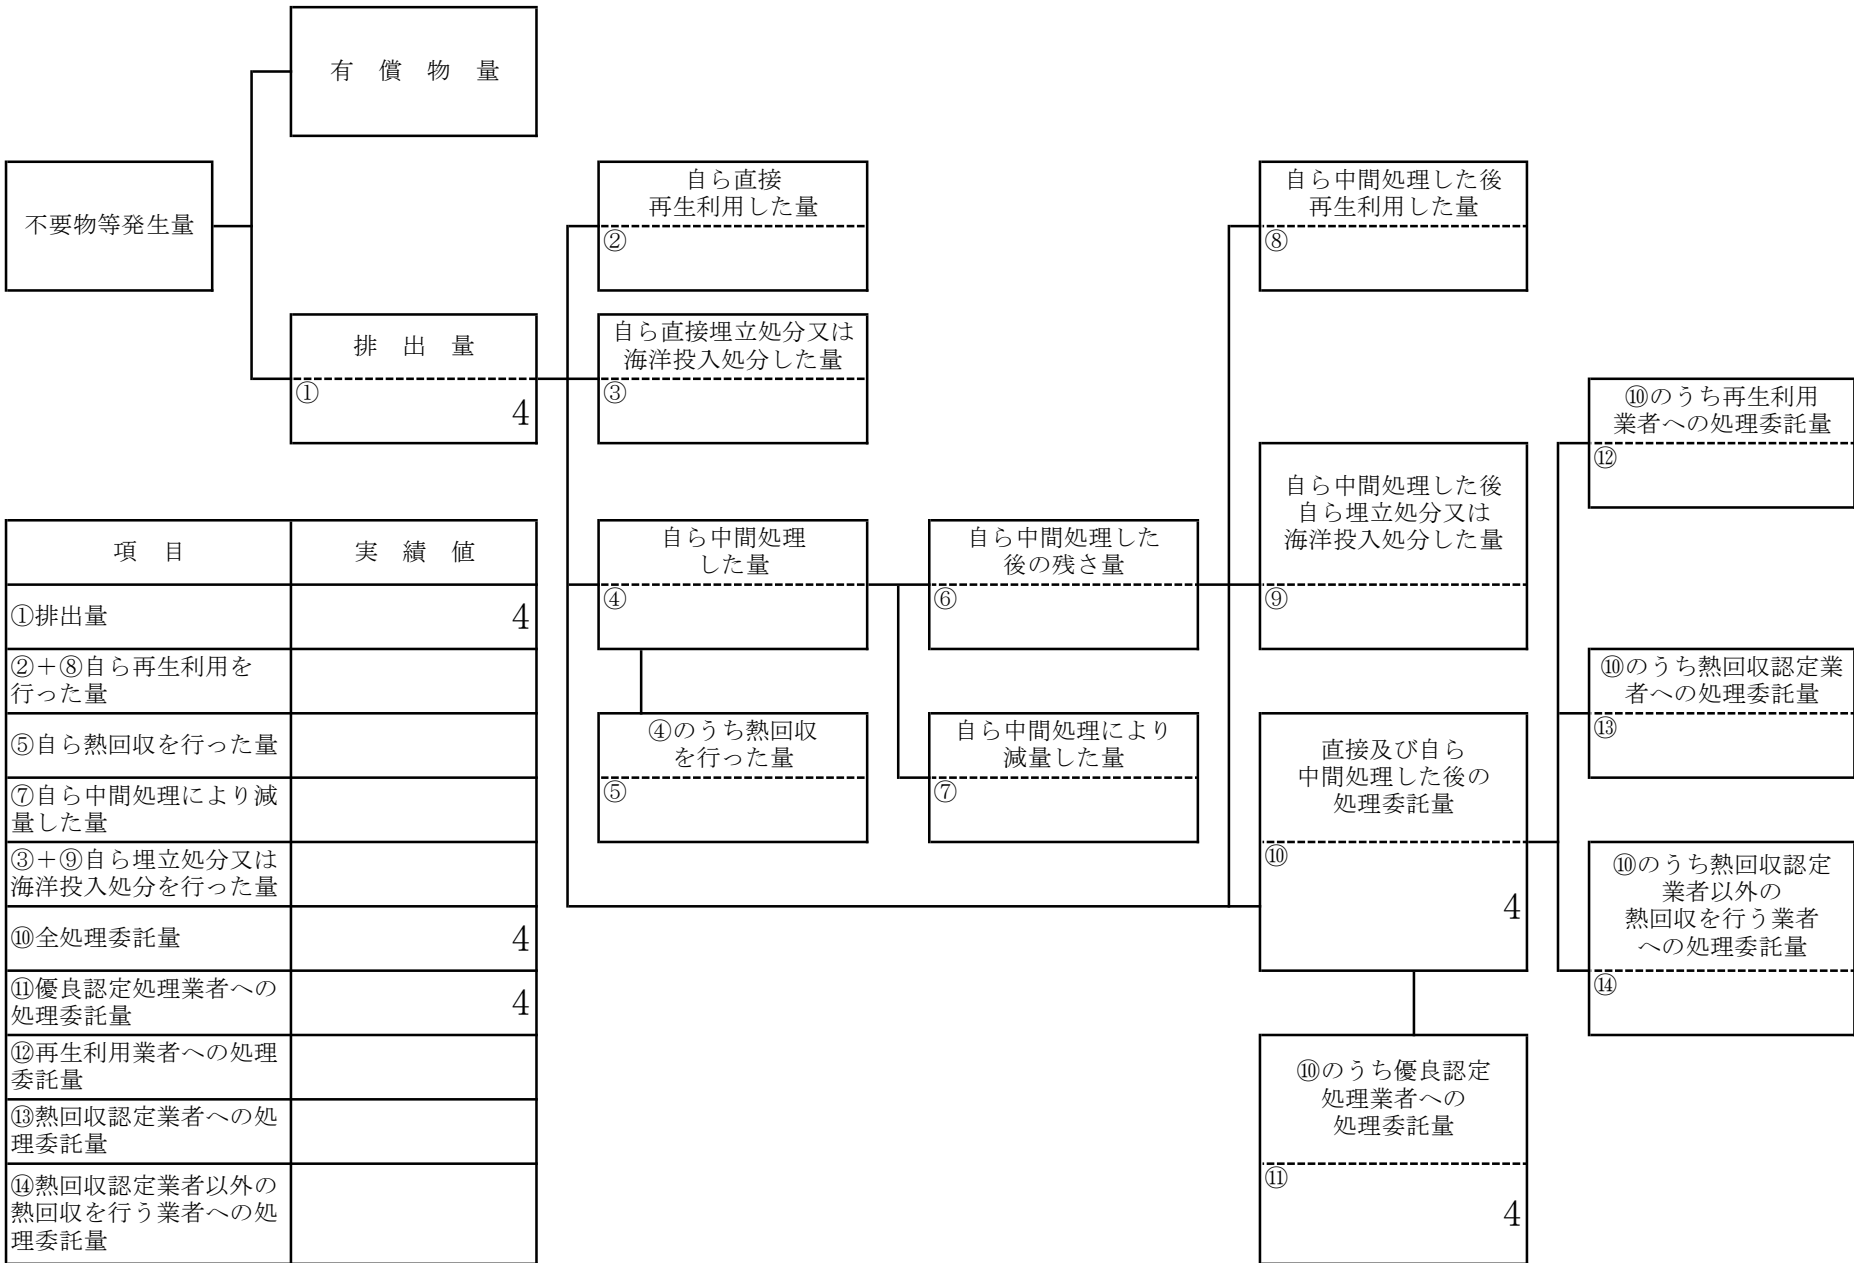 有　償　物　量
不要物等発生量
排　出　量
①
4
自ら直接
再生利用した量
②
自ら直接埋立処分又は
海洋投入処分した量
③
自ら中間処理
した量
④
④のうち熱回収
を行った量
⑤
自ら中間処理した
後の残さ量
⑥
自ら中間処理により
減量した量
⑦
自ら中間処理した後
再生利用した量
⑧
自ら中間処理した後
自ら埋立処分又は
海洋投入処分した量
⑨
直接及び自ら
中間処理した後の
処理委託量
⑩
4
⑩のうち優良認定
処理業者への
処理委託量
⑪
4
⑩のうち再生利用
業者への処理委託量
⑫
⑩のうち熱回収認定業
者への処理委託量
⑬
⑩のうち熱回収認定
業者以外の
熱回収を行う業者
への処理委託量
⑭
項　目　実　績　値
①排出量　4
②＋⑧自ら再生利用を
行った量
⑤自ら熱回収を行った量
⑦自ら中間処理により減
量した量
③＋⑨自ら埋立処分又は
海洋投入処分を行った量
⑩全処理委託量　4
⑪優良認定処理業者への
処理委託量　4
⑫再生利用業者への処理
委託量
⑬熱回収認定業者への処
理委託量
⑭熱回収認定業者以外の
熱回収を行う業者への処
理委託量